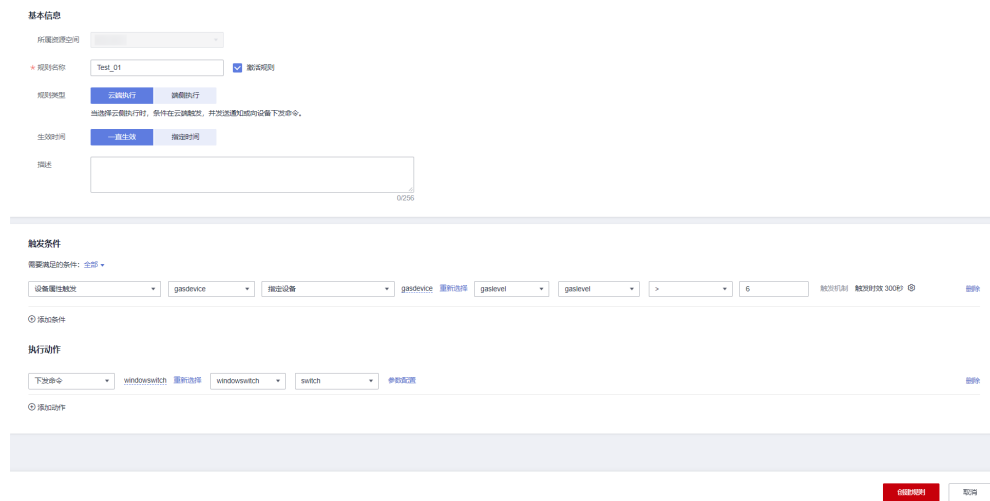 基本信息
所属资源空间
* 规则名称 Test_01 激活规则
规则类型 云端执行 端侧执行
当选择云侧执行时，条件在云端触发，并发送通知或向设备下发命令。
生效时间 一直生效 指定时间
描述
0/256
触发条件
需要满足的条件：全部
设备属性触发 gasdevice 指定设备 gasdevice 重新选择 gaslevel gaslevel > 6 触发机制 触发时效 300秒 删除
添加条件
执行动作
下发命令 windowswitch 重新选择 windowswitch switch 参数配置 删除
添加动作
创建规则 取消